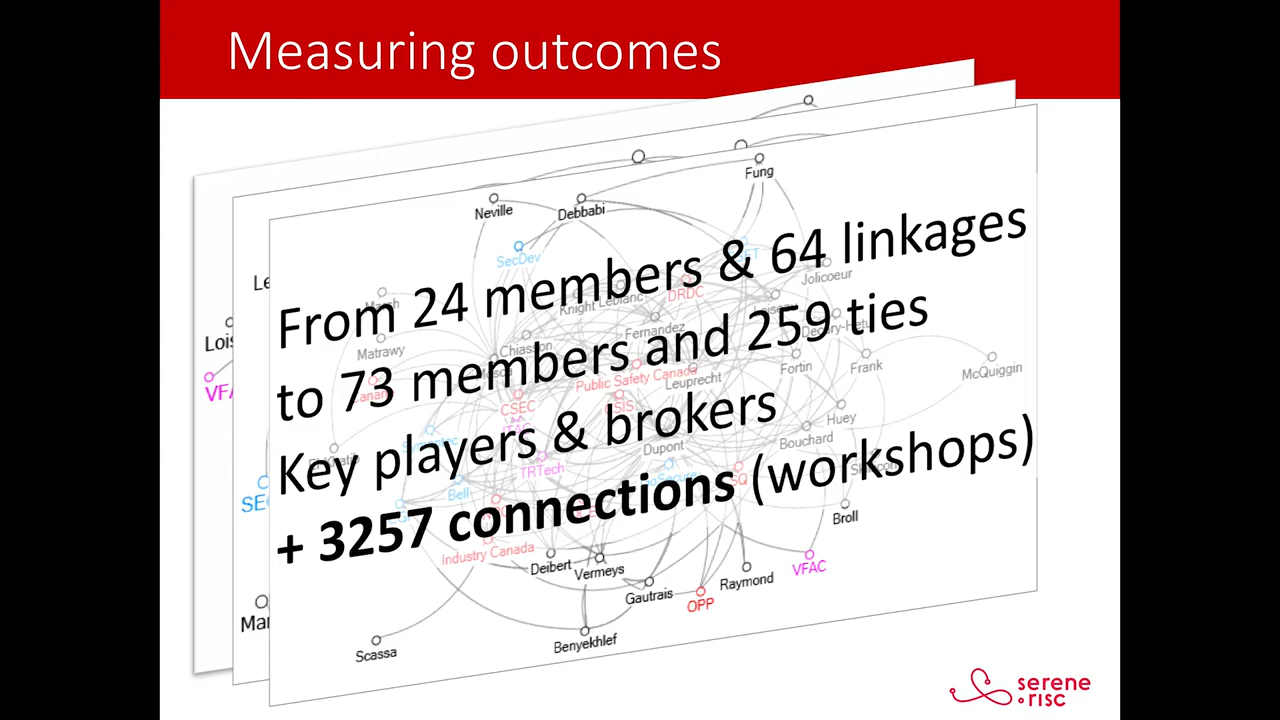 Measuring outcomes
Fung
Neville
Debbabi
SecDev
From 24 members & 64 linkages
Jolicoeur
Knight Leblanc
DRDC
Fernandez
Chiasson
Matrawy
to 73 members and 259 ties
Fortin
Frank
McQuiggin
Public Safety Canada
Leuprecht
CSEC
Key players & brokers
Huey
Bouchard
Dupont
TRTech
Bell
SQ
+ 3257 connections (workshops)
Broll
Industry Canada
Deibert
Vermeys
Gautrais
OPP
Raymond
VFAC
Benyekhlef
Scassa
serene
risc